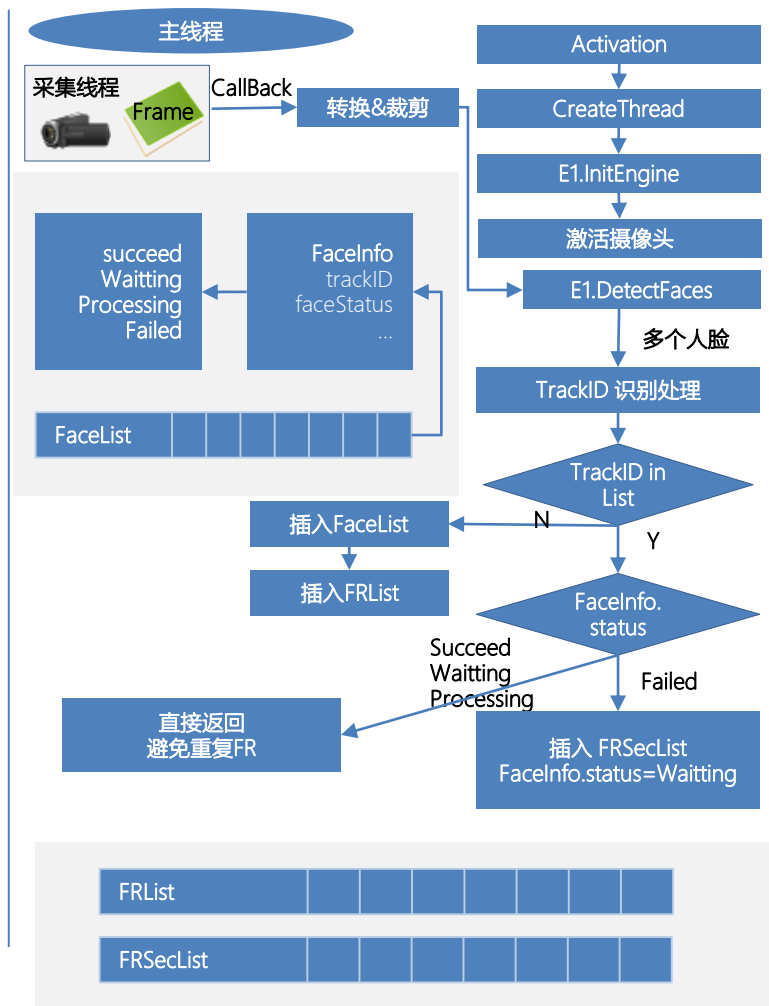 主线程
采集线程
Frame
CallBack
转换&裁剪
Activation
CreateThread
E1.InitEngine
激活摄像头
E1.DetectFaces
多个人脸
succeed
Waitting
Processing
Failed
FaceInfo
trackID
faceStatus
...
FaceList
TrackID 识别处理
TrackID in
List
N
Y
插入FaceList
插入FRList
FaceInfo.
status
Succeed
Waitting
Processing
Failed
直接返回
避免重复FR
插入 FRSecList
FaceInfo.status=Waitting
FRList
FRSecList